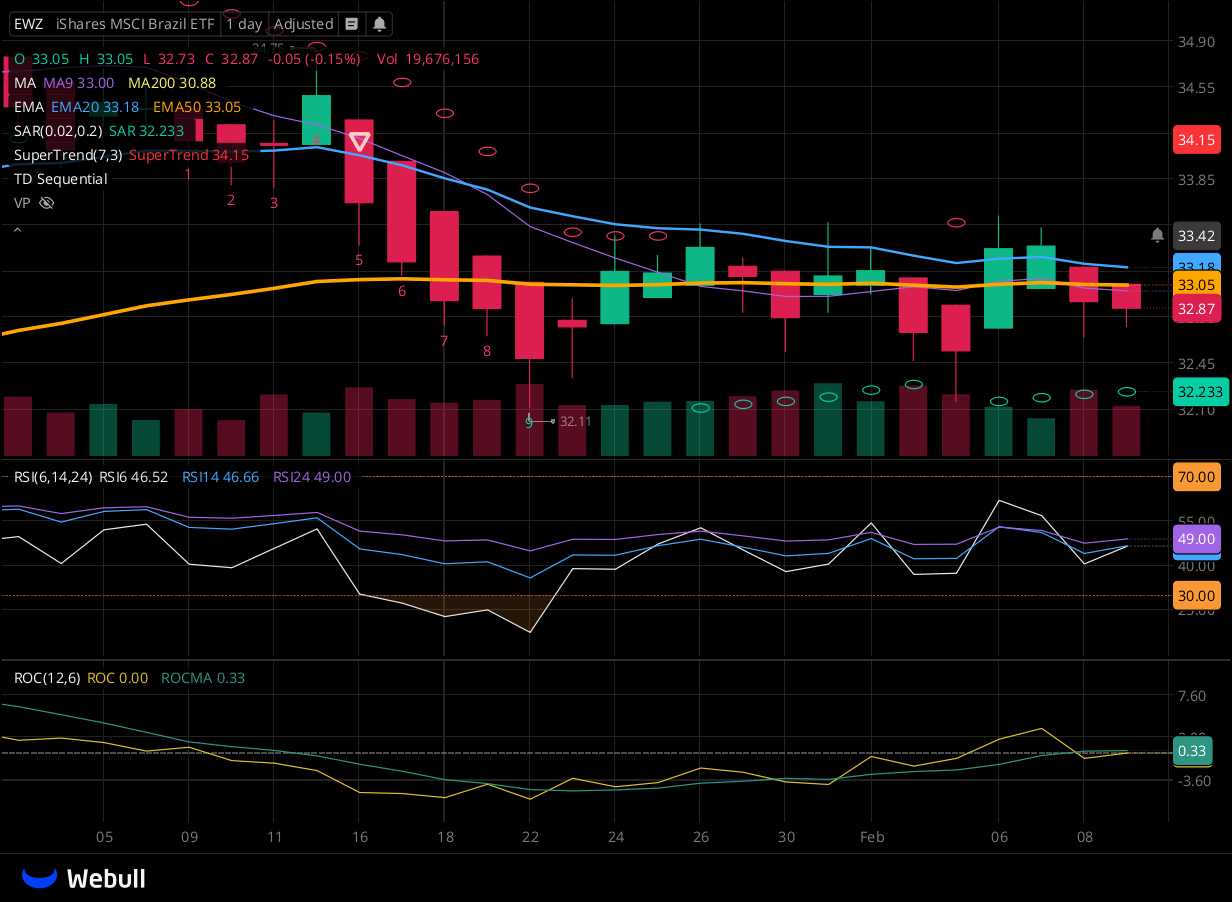 EWZ iShares MSCI Brazil ETF 1 day Adjusted
34.90
O 33.05 H 33.05 L 32.73 C 32.87 -0.05 (-0.15%) Vol 19,676,156
MA MA9 33.00 MA200 30.88
34.55
EMA EMA20 33.18 EMA50 33.05
SAR(0.02,0.2) SAR 32.233
4
34.15
SuperTrend(7,3) SuperTrend 34.15
1
TD Sequential
33.85
VP
2
3
33.42
5
33.18
6
33.05
32.87
7
8
32.45
32.233
32.10
9
32.11
RSI(6,14,24) RSI6 46.52 RSI14 46.66 RSI24 49.00
70.00
55.00
49.00
40.00
30.00
25.00
ROC(12,6) ROC 0.00 ROCMA 0.33
7.60
0.33
-3.60
05 09 11 16 18 22 24 26 30 Feb 06 08
Webull